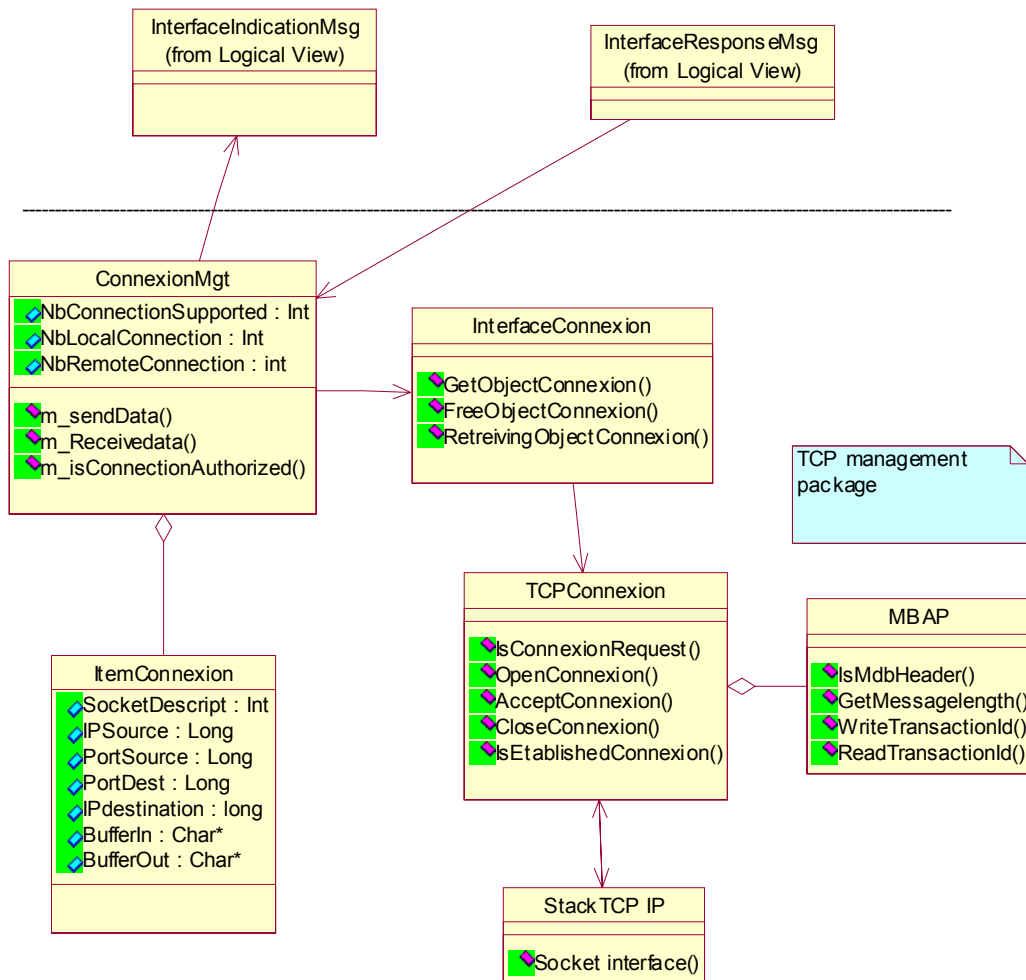 InterfaceIndicationMsg
(from Logical View)
InterfaceResponseMsg
(from Logical View)
ConnexionMgt
NbConnectionSupported : Int
NbLocalConnection : Int
NbRemoteConnection : int
m_sendData()
m_Receivedata()
m_isConnectionAuthorized()
InterfaceConnexion
GetObjectConnexion()
FreeObjectConnexion()
RetreivingObjectConnexion()
TCP management
package
TCPConnexion
IsConnexionRequest()
OpenConnexion()
AcceptConnexion()
CloseConnexion()
IsEtablishedConnexion()
MBAP
IsMdbHeader()
GetMessagelength()
WriteTransactionId()
ReadTransactionId()
ItemConnexion
SocketDescript : Int
IPSource : Long
PortSource : Long
PortDest : Long
IPdestination : long
BufferIn : Char*
BufferOut : Char*
StackTCP IP
Socket interface()